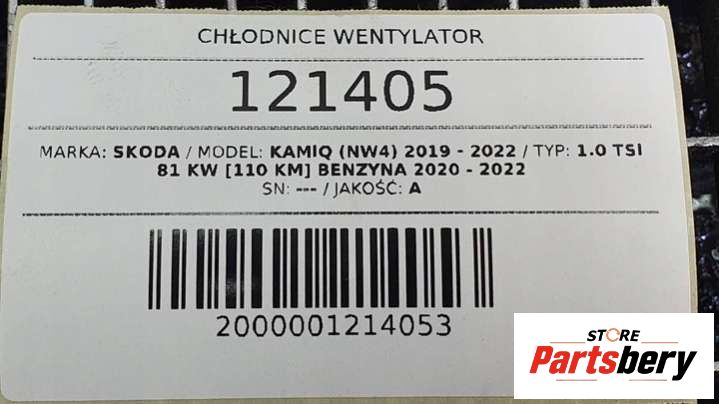 CHŁODNICE WENTYLATOR
121405
MARKA: SKODA / MODEL: KAMIQ (NW4) 2019 - 2022 / TYP: 1.0 TSI
81 KW [110 KM] BENZYNA 2020 - 2022
SN: --- / JAKOŚĆ: A
2000001214053
STORE
Partsbery